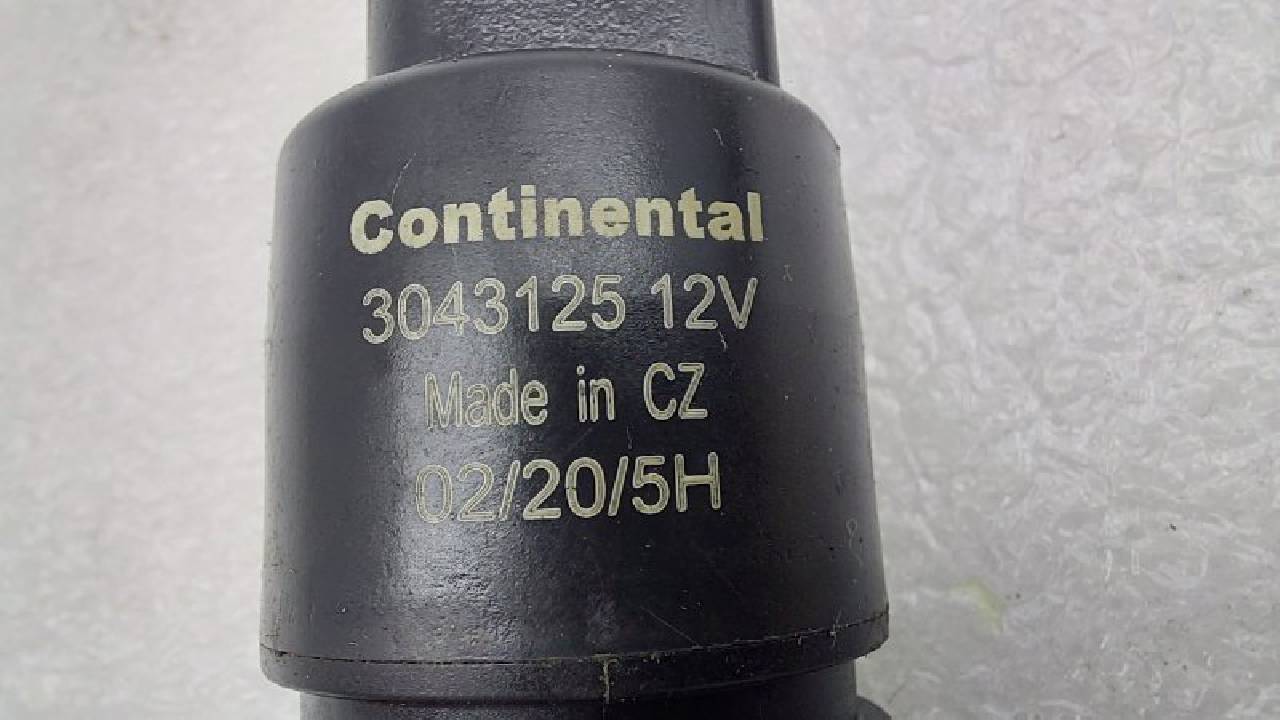 Continental
3043125 12V
Made in CZ
02/20/5H